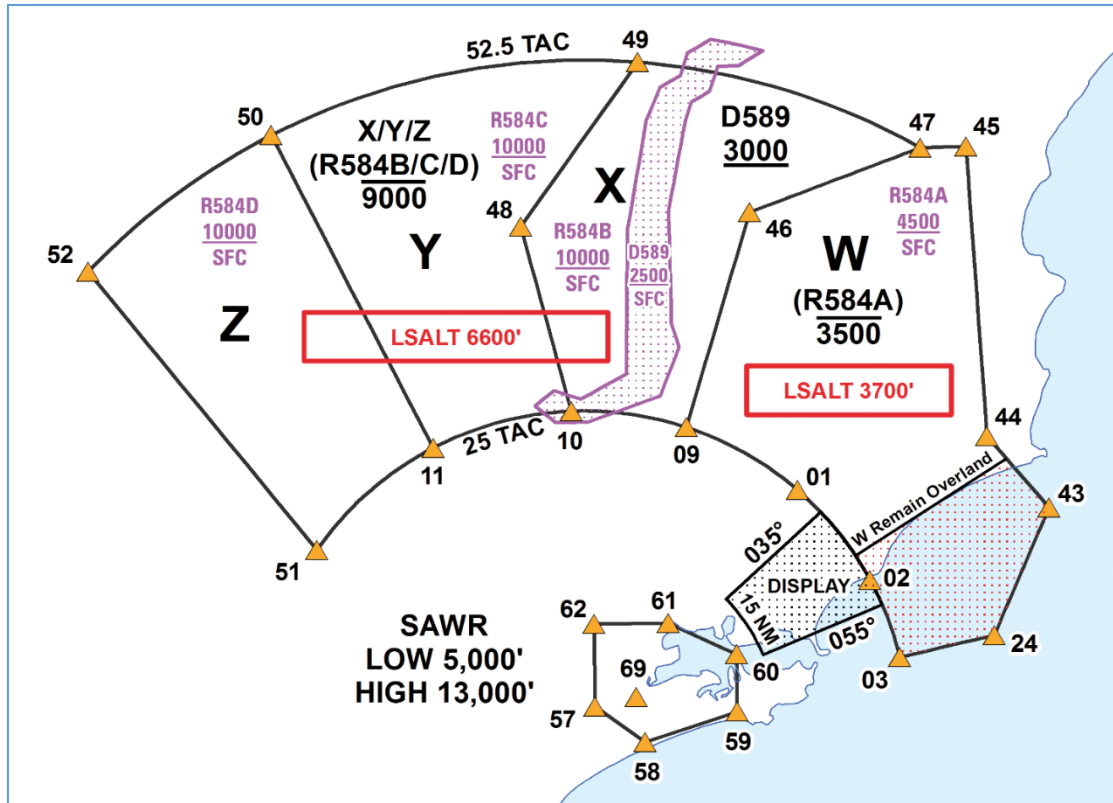 52.5 TAC
49
50
X/Y/Z
(R584B/C/D)
9000
R584C
10000
SFC
D589
3000
47
45
R584D
10000
SFC
X
R584A
4500
SFC
48
46
52
Y
R584B
10000
SFC
D589
2500
SFC
W
(R584A)
3500
Z
LSALT 6600'
LSALT 3700'
25 TAC
10
09
44
11
01
W Remain Overland
43
51
035°
02
DISPLAY
15 NM
055°
62
61
SAWR
LOW 5,000'
HIGH 13,000'
60
24
03
69
57
59
58